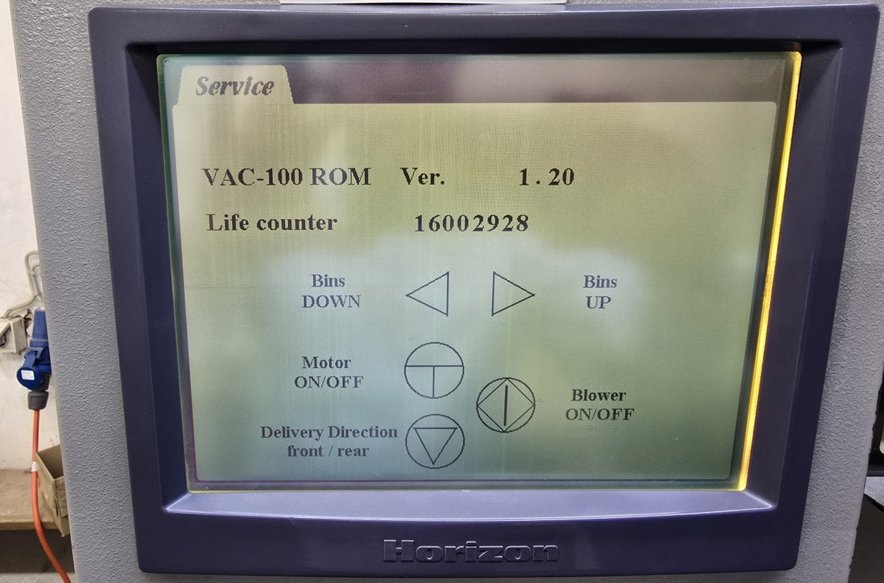 Service
VAC-100 ROM Ver. 1.20
Life counter 16002928
Bins
DOWN
Bins
UP
Motor
ON/OFF
Blower
ON/OFF
Delivery Direction
front / rear
Horizon